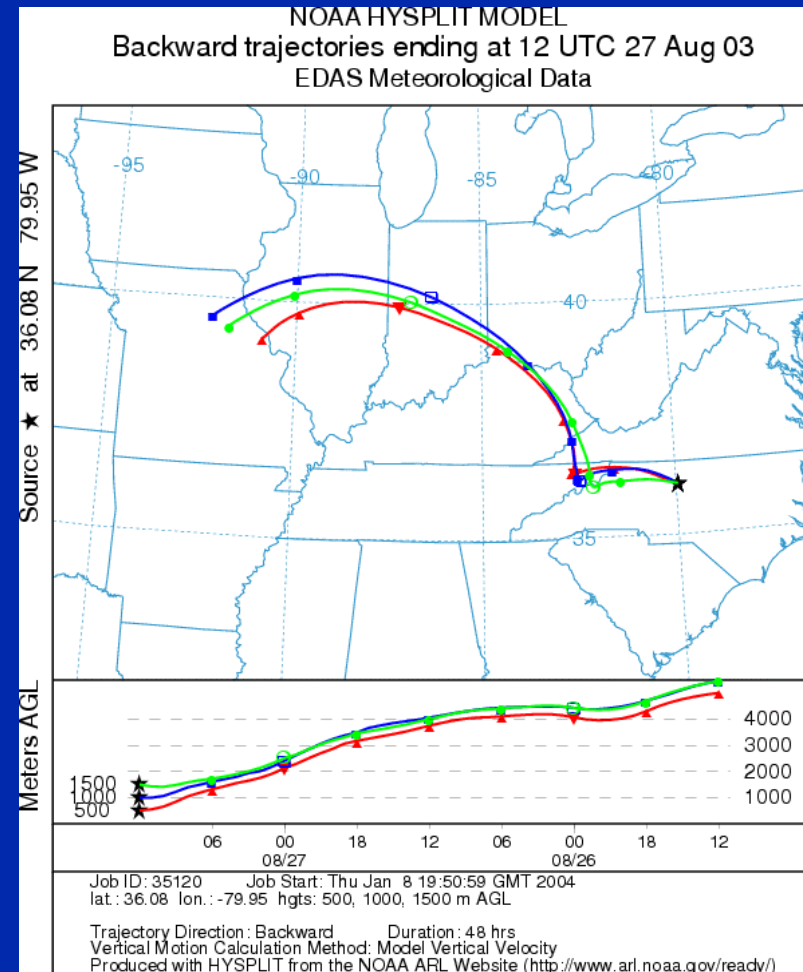 NOAA HYSPLIT MODEL
Backward trajectories ending at 12 UTC 27 Aug 03
EDAS Meteorological Data
Source ★ at 36.08 N 79.95 W
-95
-90
-85
-80
40
35
Meters AGL
1500
1000
500
4000
3000
2000
1000
06 00 18 12 06 00 18 12
08/27 08/26
Job ID: 35120 Job Start: Thu Jan 8 19:50:59 GMT 2004
lat.: 36.08 lon.: -79.95 hgts: 500, 1000, 1500 m AGL
Trajectory Direction: Backward Duration: 48 hrs
Vertical Motion Calculation Method: Model Vertical Velocity
Produced with HYSPLIT from the NOAA ARL Website (http://www.arl.noaa.gov/ready/)